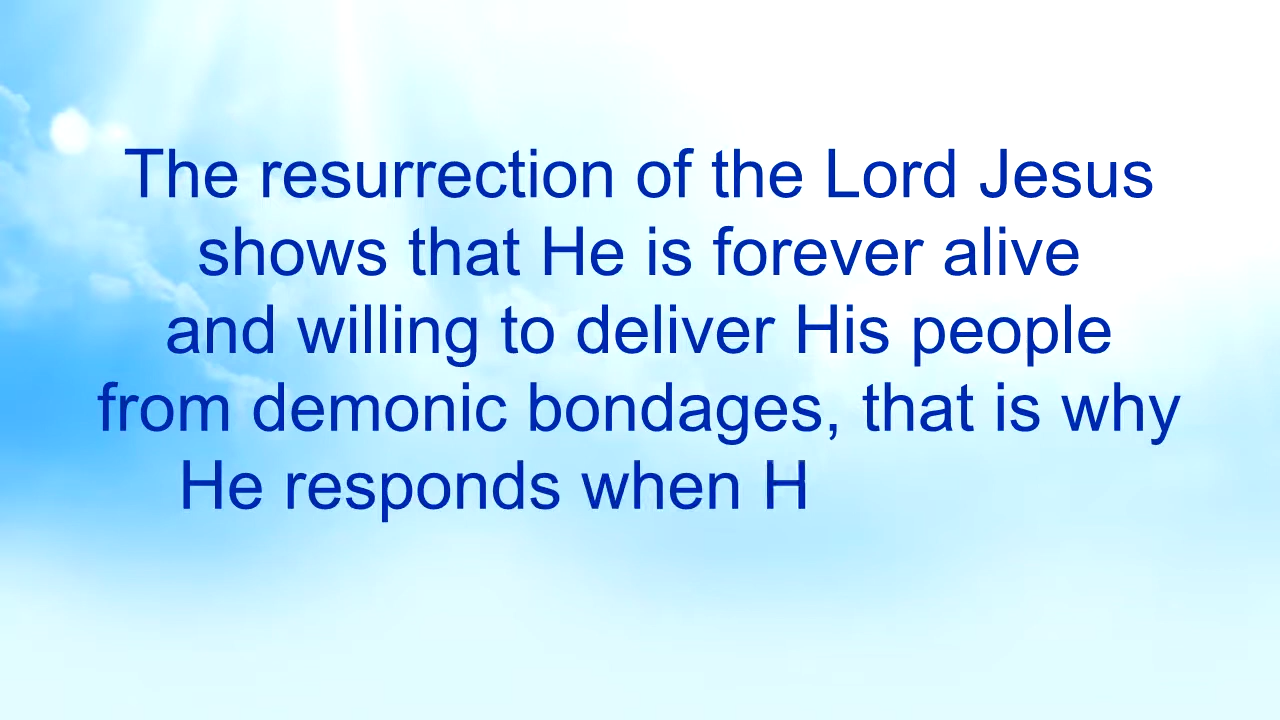 The resurrection of the Lord Jesus
shows that He is forever alive
and willing to deliver His people
from demonic bondages, that is why
He responds when H